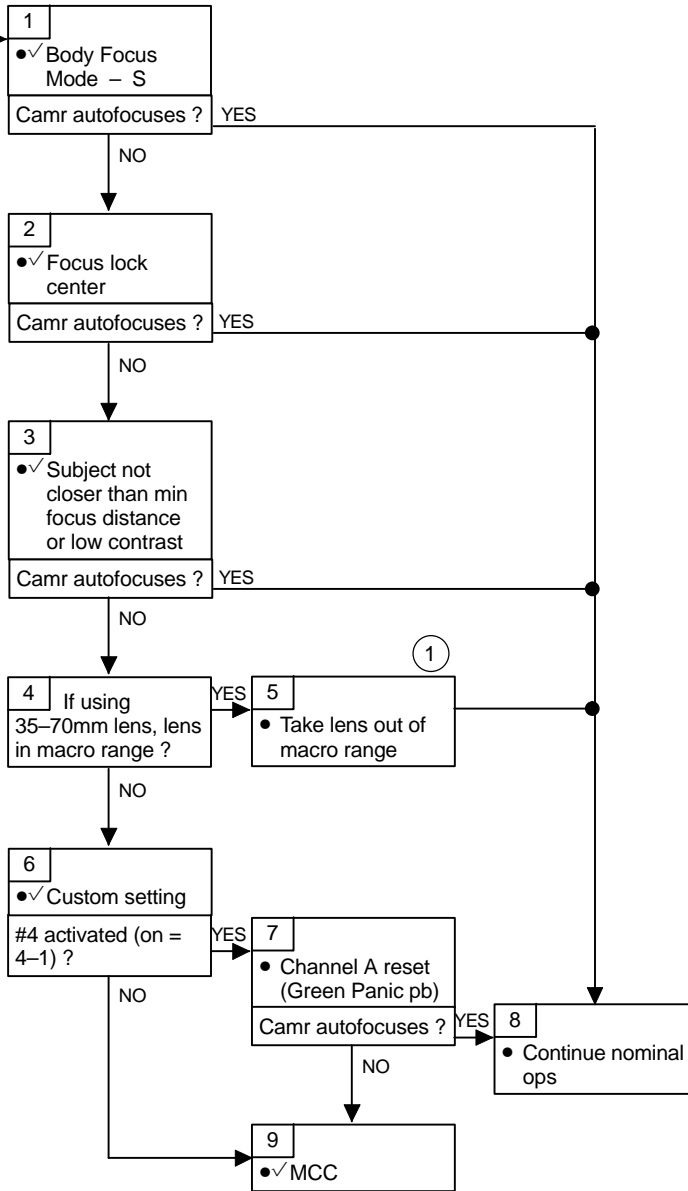 1
●√ Body Focus
Mode – S
Camr autofocuses ? YES
NO
2
●√ Focus lock
center
Camr autofocuses ? YES
NO
3
●√ Subject not
closer than min
focus distance
or low contrast
Camr autofocuses ? YES
NO
1
4 If using
35–70mm lens, lens
in macro range ?
YES
5
● Take lens out of
macro range
NO
6
●√ Custom setting
#4 activated (on =
4–1) ?
YES
NO
7
● Channel A reset
(Green Panic pb)
Camr autofocuses ? YES
NO
8
● Continue nominal
ops
9
●√ MCC